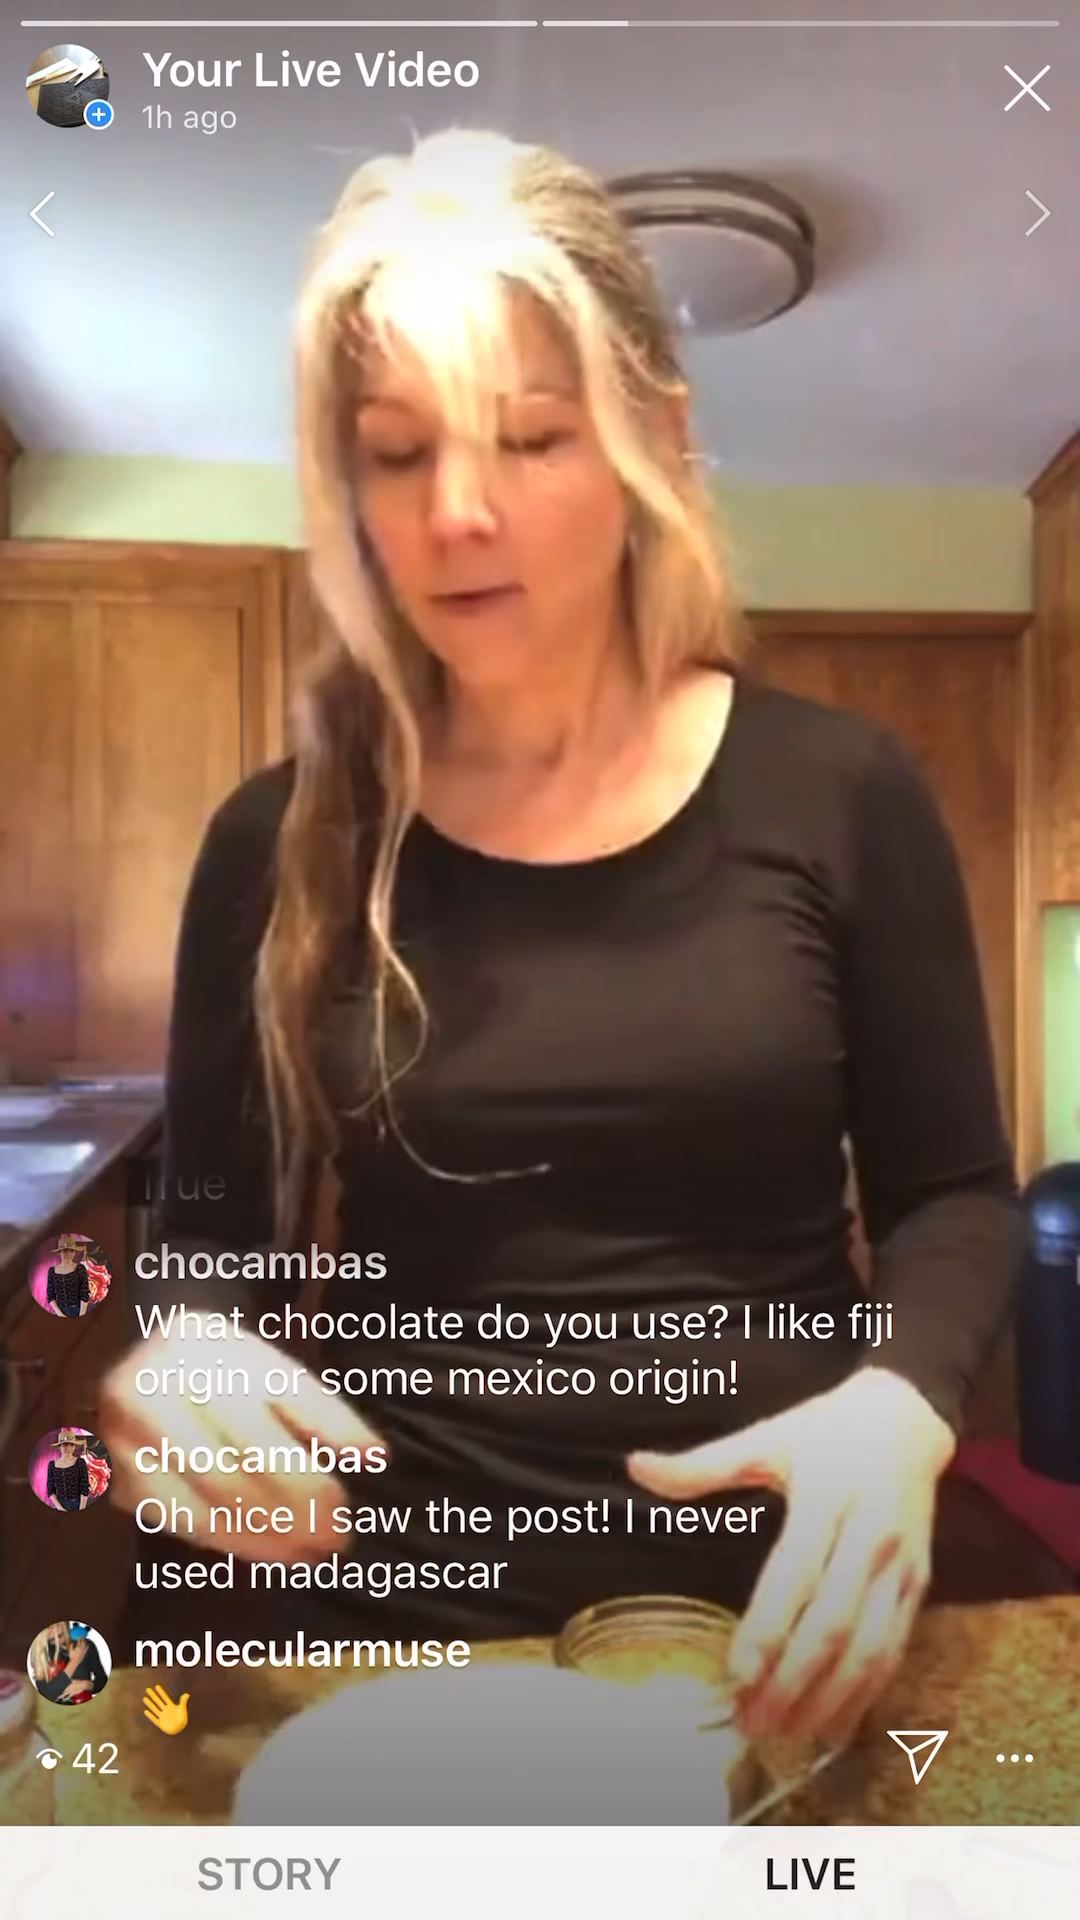 Your Live Video
1h ago
True
chocambas
What chocolate do you use? I like fiji
origin or some mexico origin!
chocambas
Oh nice I saw the post! I never
used madagascar
molecularmuse
👋
42
STORY
LIVE